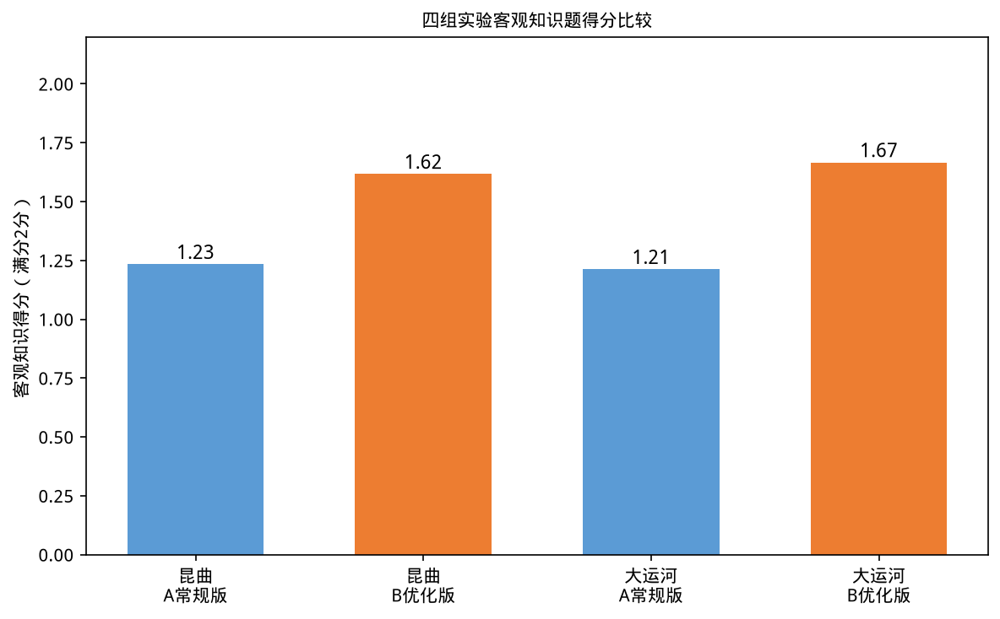 四组实验客观知识题得分比较
客观知识得分（满分2分）
2.00
1.75
1.50
1.25
1.00
0.75
0.50
0.25
0.00
1.23
1.62
1.21
1.67
昆曲
A常规版
昆曲
B优化版
大运河
A常规版
大运河
B优化版